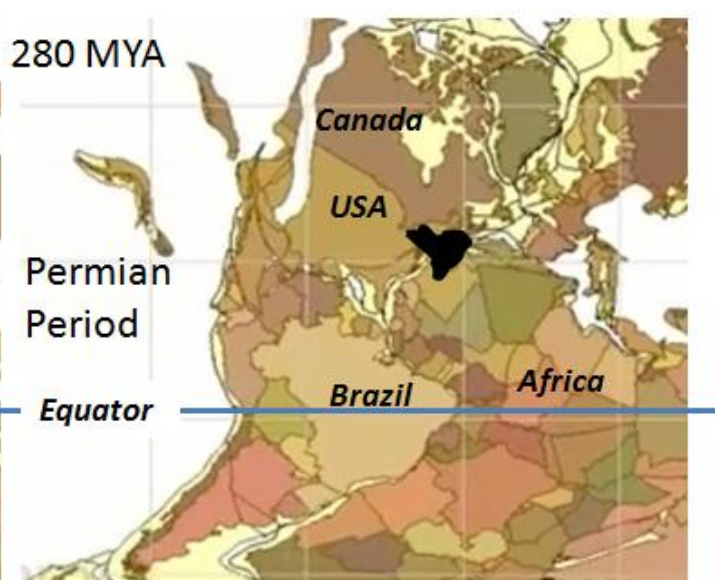 280 MYA
Canada
USA
Permian
Period
Brazil
Africa
Equator